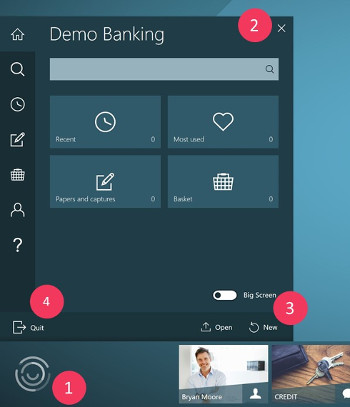 2
Demo Banking
Recent 0
Most used 0
Papers and captures 0
Basket 0
Big Screen
4
3
Quit
Open
New
1
Bryan Moore
CREDIT